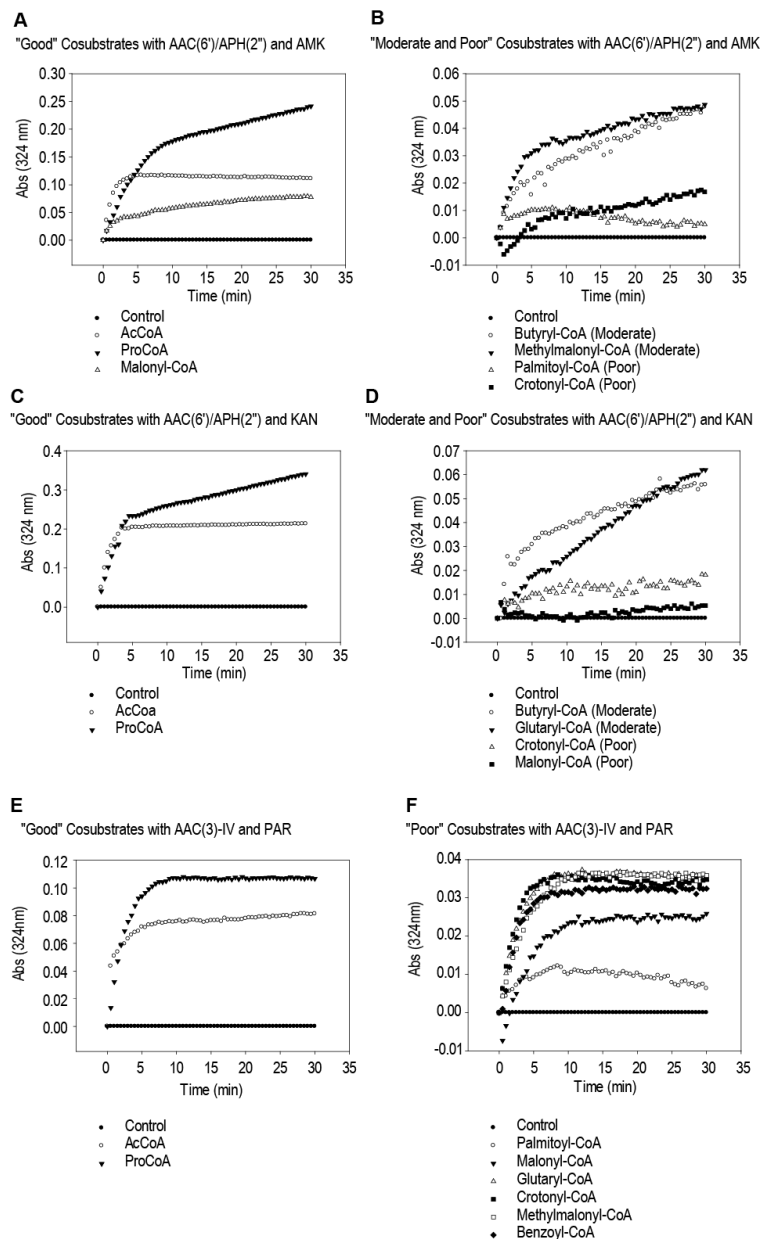 A
"Good" Cosubstrates with AAC(6')/APH(2") and AMK
0.30
0.25
0.20
0.15
0.10
0.05
0.00
Abs (324 nm)
0 5 10 15 20 25 30 35
Time (min)
Control
AcCoA
ProCoA
Malonyl-CoA
B
"Moderate and Poor" Cosubstrates with AAC(6')/APH(2") and AMK
0.06
0.05
0.04
0.03
0.02
0.01
0.00
-0.01
Abs (324 nm)
0 5 10 15 20 25 30 35
Time (min)
Control
Butyryl-CoA (Moderate)
Methylmalonyl-CoA (Moderate)
Palmitoyl-CoA (Poor)
Crotonyl-CoA (Poor)
C
"Good" Cosubstrates with AAC(6')/APH(2") and KAN
0.4
0.3
0.2
0.1
0.0
Abs (324 nm)
0 5 10 15 20 25 30 35
Time (min)
Control
AcCoa
ProCoA
D
"Moderate and Poor" Cosubstrates with AAC(6')/APH(2") and KAN
0.07
0.06
0.05
0.04
0.03
0.02
0.01
0.00
-0.01
Abs (324 nm)
0 5 10 15 20 25 30 35
Time (min)
Control
Butyryl-CoA (Moderate)
Glutaryl-CoA (Moderate)
Crotonyl-CoA (Poor)
Malonyl-CoA (Poor)
E
"Good" Cosubstrates with AAC(3)-IV and PAR
0.12
0.10
0.08
0.06
0.04
0.02
0.00
Abs (324nm)
0 5 10 15 20 25 30 35
Time (min)
Control
AcCoA
ProCoA
F
"Poor" Cosubstrates with AAC(3)-IV and PAR
0.04
0.03
0.02
0.01
0.00
-0.01
Abs (324nm)
0 5 10 15 20 25 30 35
Time (min)
Control
Palmitoyl-CoA
Malonyl-CoA
Glutaryl-CoA
Crotonyl-CoA
Methylmalonyl-CoA
Benzoyl-CoA